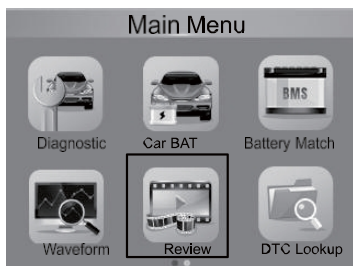 Main Menu
BMS
Diagnostic Car BAT Battery Match
Waveform Review DTC Lookup